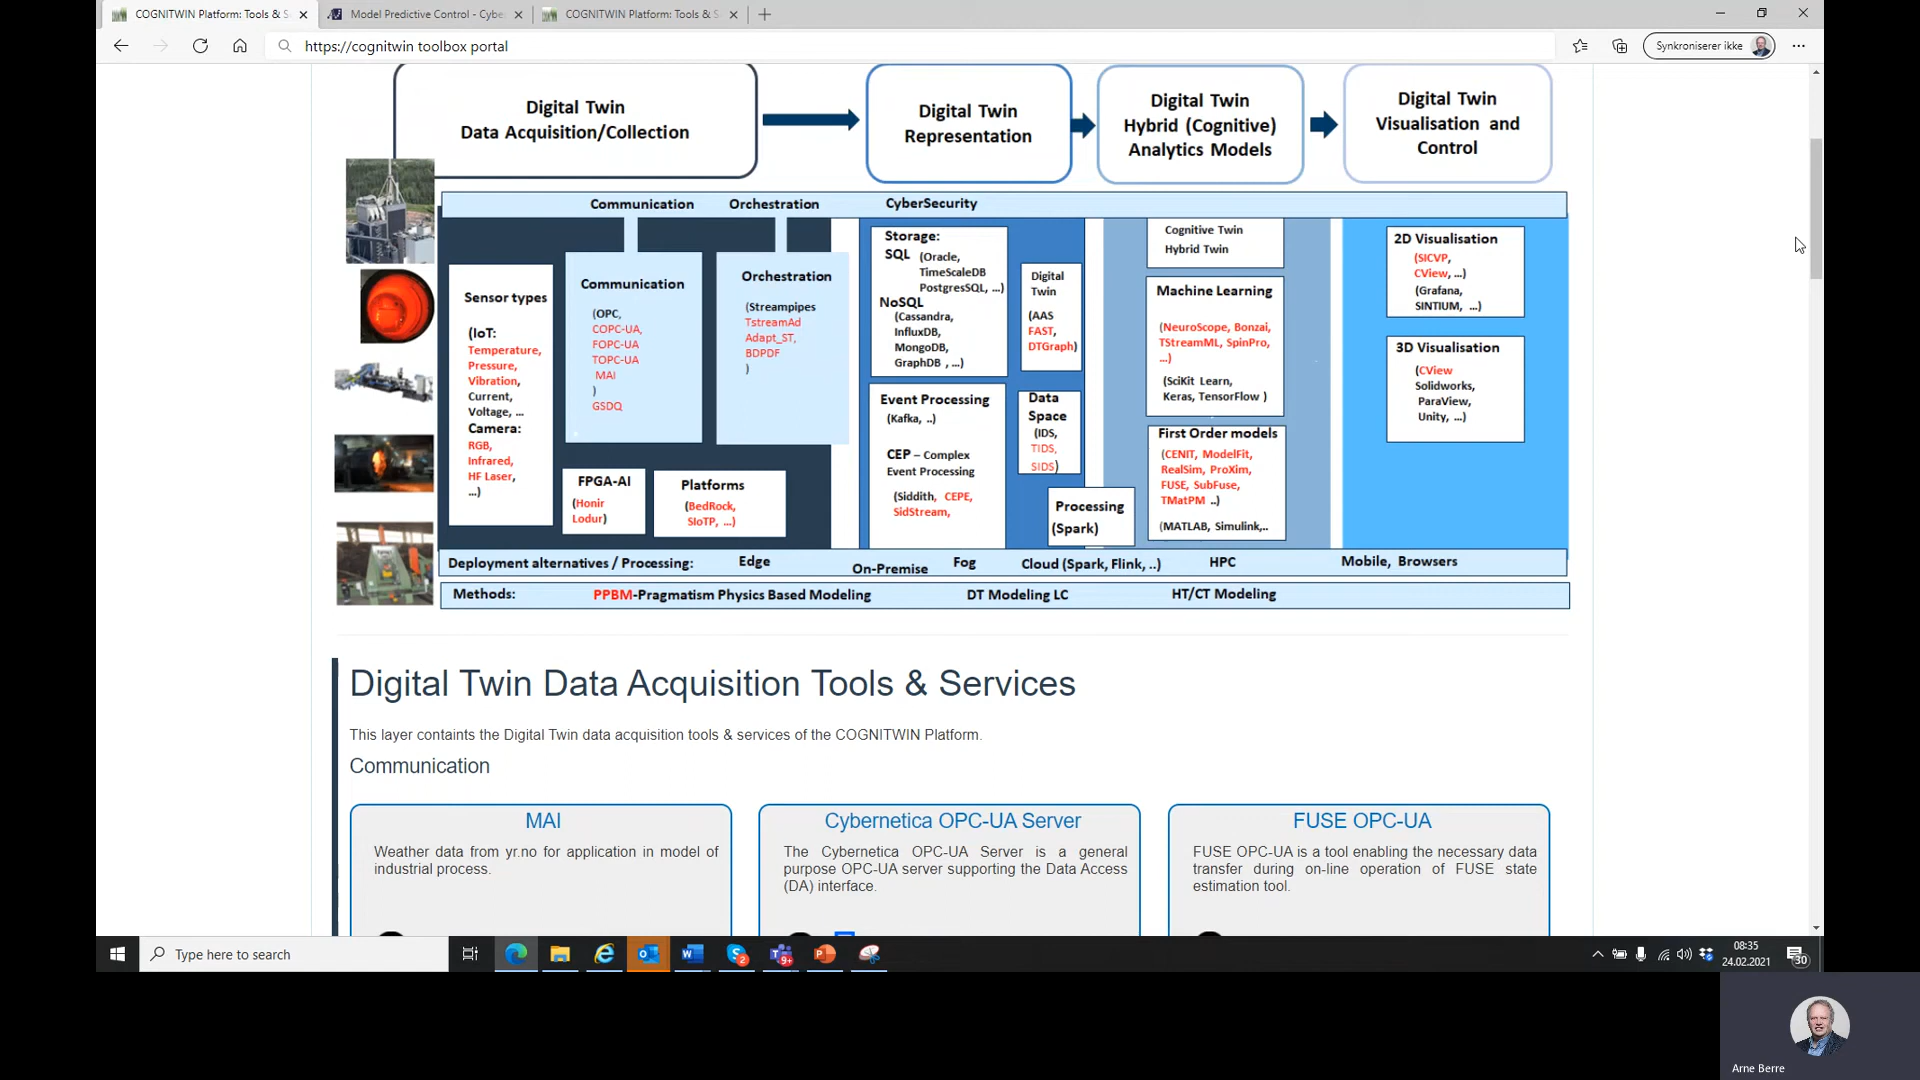 COGNITWIN Platform: Tools & S
Model Predictive Control - Cybe
COGNITWIN Platform: Tools & S
https://cognitwin toolbox portal
Synkroniserer ikke
Digital Twin
Data Acquisition/Collection
Digital Twin
Representation
Digital Twin
Hybrid (Cognitive)
Analytics Models
Digital Twin
Visualisation and
Control
Communication
Orchestration
CyberSecurity
Sensor types
(IoT:
Temperature,
Pressure,
Vibration,
Current,
Voltage, ...
Camera:
RGB,
Infrared,
HF Laser,
...)
Communication
(OPC,
COPC-UA,
FOPC-UA
TOPC-UA
MAI
)
GSDQ
Orchestration
(Streampipes
TstreamAd
Adapt_ST,
BDPDF
)
FPGA-AI
(Honir
Lodur)
Platforms
(BedRock,
SIoTP, ...)
Storage:
SQL (Oracle,
TimeScaleDB
PostgresSQL, ...)
NoSQL
(Cassandra,
InfluxDB,
MongoDB,
GraphDB , ...)
Event Processing
(Kafka, ..)
CEP – Complex
Event Processing
(Siddith, CEPE,
SidStream,
Digital
Twin
(AAS
FAST,
DTGraph)
Data
Space
(IDS,
TIDS,
SIDS)
Processing
(Spark)
Cognitive Twin
Hybrid Twin
Machine Learning
(NeuroScope, Bonzai,
TStreamML, SpinPro,
...)
(SciKit Learn,
Keras, TensorFlow )
First Order models
(CENIT, ModelFit,
RealSim, ProXim,
FUSE, SubFuse,
TMatPM ..)
(MATLAB, Simulink,..
2D Visualisation
(SICVP,
CView, ...)
(Grafana,
SINTIUM, ...)
3D Visualisation
(CView
Solidworks,
ParaView,
Unity, ...)
Deployment alternatives / Processing: Edge On-Premise Fog Cloud (Spark, Flink, ..) HPC Mobile, Browsers
Methods: PPBM-Pragmatism Physics Based Modeling DT Modeling LC HT/CT Modeling
Digital Twin Data Acquisition Tools & Services
This layer containts the Digital Twin data acquisition tools & services of the COGNITWIN Platform.
Communication
MAI
Weather data from yr.no for application in model of
industrial process.
Cybernetica OPC-UA Server
The Cybernetica OPC-UA Server is a general
purpose OPC-UA server supporting the Data Access
(DA) interface.
FUSE OPC-UA
FUSE OPC-UA is a tool enabling the necessary data
transfer during on-line operation of FUSE state
estimation tool.
Type here to search
2
9+
08:35
24.02.2021
30
Arne Berre